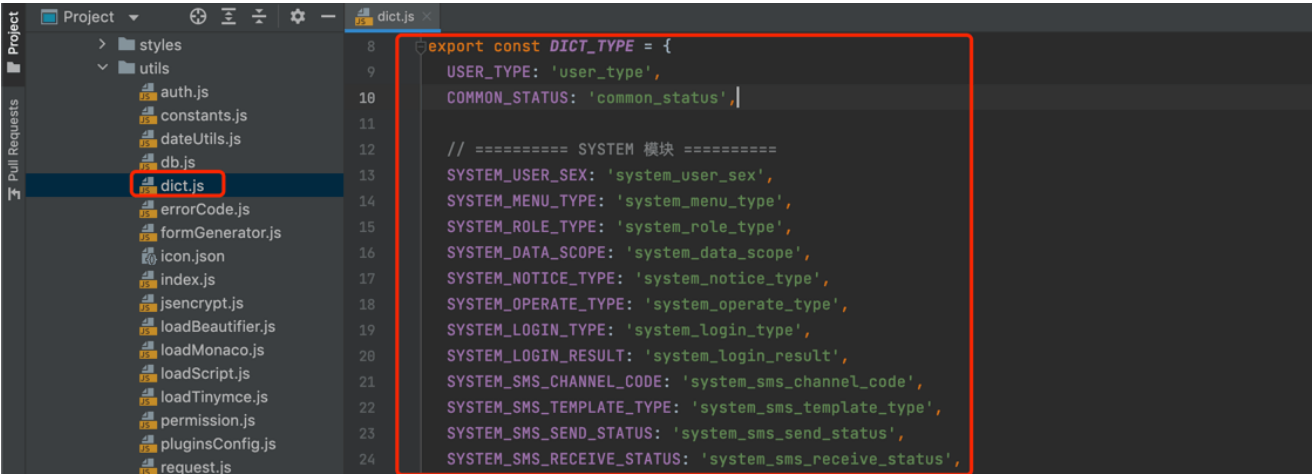 Project
Pull Requests
Project
styles
utils
auth.js
constants.js
dateUtils.js
db.js
dict.js
errorCode.js
formGenerator.js
icon.json
index.js
jsencrypt.js
loadBeautifier.js
loadMonaco.js
loadScript.js
loadTinymce.js
permission.js
pluginsConfig.js
request.js
dict.js
8 export const DICT_TYPE = {
9 USER_TYPE: 'user_type',
10 COMMON_STATUS: 'common_status',
11
12 // ========== SYSTEM 模块 ==========
13 SYSTEM_USER_SEX: 'system_user_sex',
14 SYSTEM_MENU_TYPE: 'system_menu_type',
15 SYSTEM_ROLE_TYPE: 'system_role_type',
16 SYSTEM_DATA_SCOPE: 'system_data_scope',
17 SYSTEM_NOTICE_TYPE: 'system_notice_type',
18 SYSTEM_OPERATE_TYPE: 'system_operate_type',
19 SYSTEM_LOGIN_TYPE: 'system_login_type',
20 SYSTEM_LOGIN_RESULT: 'system_login_result',
21 SYSTEM_SMS_CHANNEL_CODE: 'system_sms_channel_code',
22 SYSTEM_SMS_TEMPLATE_TYPE: 'system_sms_template_type',
23 SYSTEM_SMS_SEND_STATUS: 'system_sms_send_status',
24 SYSTEM_SMS_RECEIVE_STATUS: 'system_sms_receive_status',